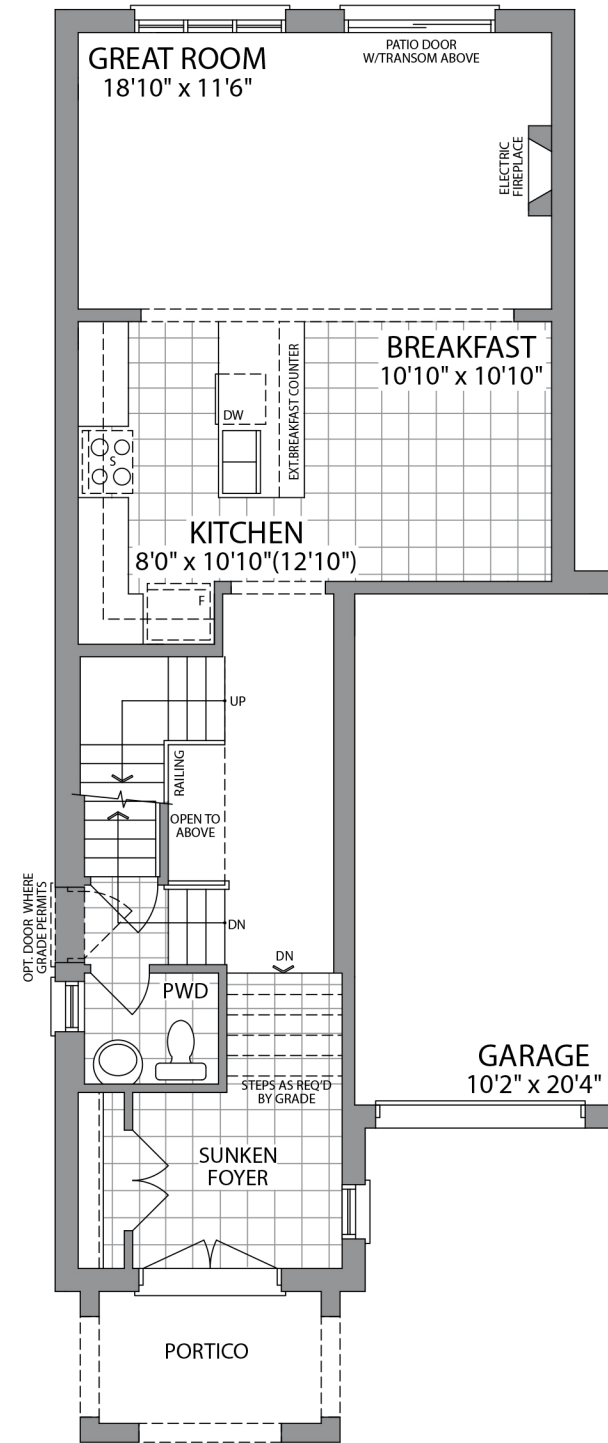 GREAT ROOM
18'10" x 11'6"
PATIO DOOR
W/TRANSOM ABOVE
ELECTRIC
FIREPLACE
BREAKFAST
10'10" x 10'10"
EXT.BREAKFAST COUNTER
DW
S
KITCHEN
8'0" x 10'10"(12'10")
F
UP
RAILING
OPEN TO
ABOVE
OPT. DOOR WHERE
GRADE PERMITS
DN
DN
PWD
STEPS AS REQ'D
BY GRADE
GARAGE
10'2" x 20'4"
SUNKEN
FOYER
PORTICO